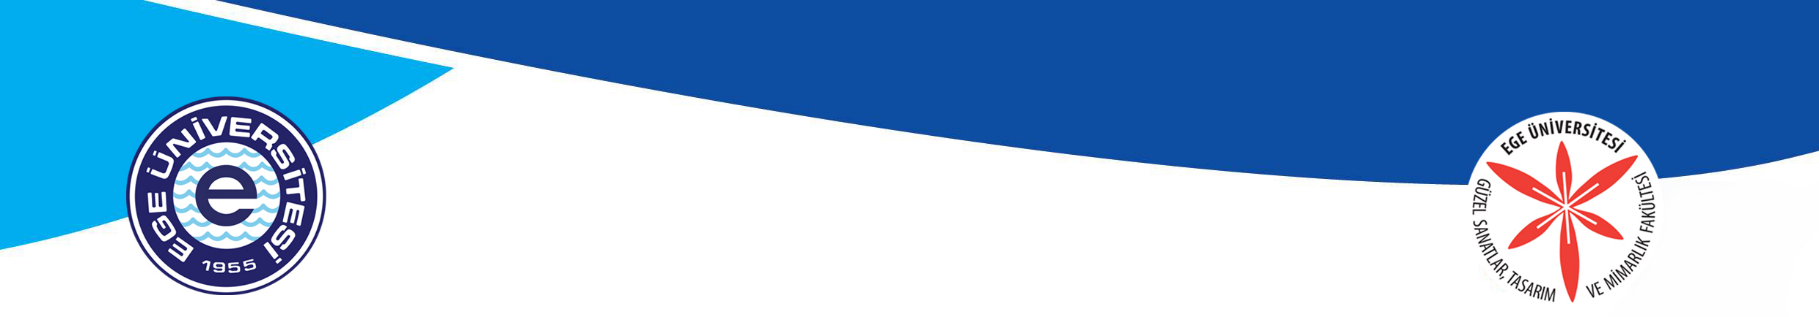 EGE ÜNİVERSİTESİ
1955
EGE ÜNİVERSİTESİ
GÜZEL SANATLAR, TASARIM VE MİMARLIK FAKÜLTESİ